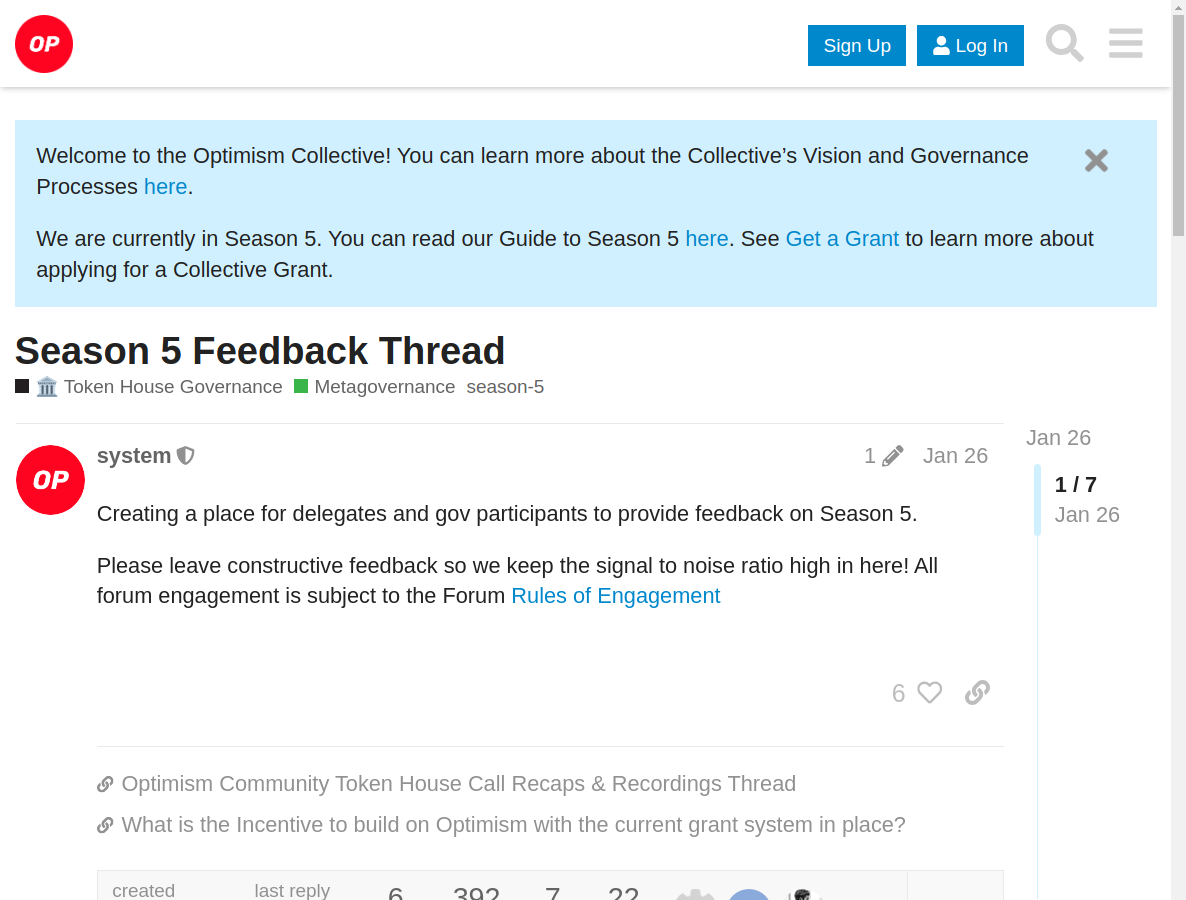 OP
Sign Up
Log In
Welcome to the Optimism Collective! You can learn more about the Collective’s Vision and Governance
Processes here.
We are currently in Season 5. You can read our Guide to Season 5 here. See Get a Grant to learn more about
applying for a Collective Grant.
Season 5 Feedback Thread
Token House Governance Metagovernance season-5
Jan 26
OP
system
1
Jan 26
1 / 7
Jan 26
Creating a place for delegates and gov participants to provide feedback on Season 5.
Please leave constructive feedback so we keep the signal to noise ratio high in here! All
forum engagement is subject to the Forum Rules of Engagement
6
Optimism Community Token House Call Recaps & Recordings Thread
What is the Incentive to build on Optimism with the current grant system in place?
created last reply 6 392 7 22